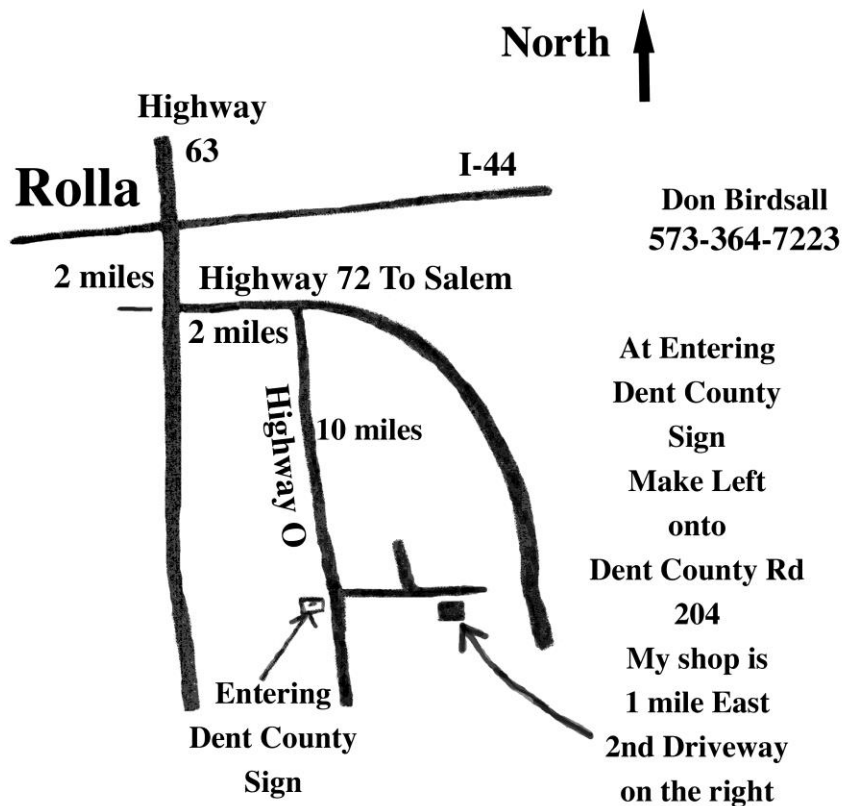 North
Highway
63
Rolla
I-44
Don Birdsall
573-364-7223
2 miles
Highway 72 To Salem
2 miles
Highway O
10 miles
At Entering
Dent County
Sign
Make Left
onto
Dent County Rd
204
My shop is
1 mile East
2nd Driveway
on the right
Entering
Dent County
Sign